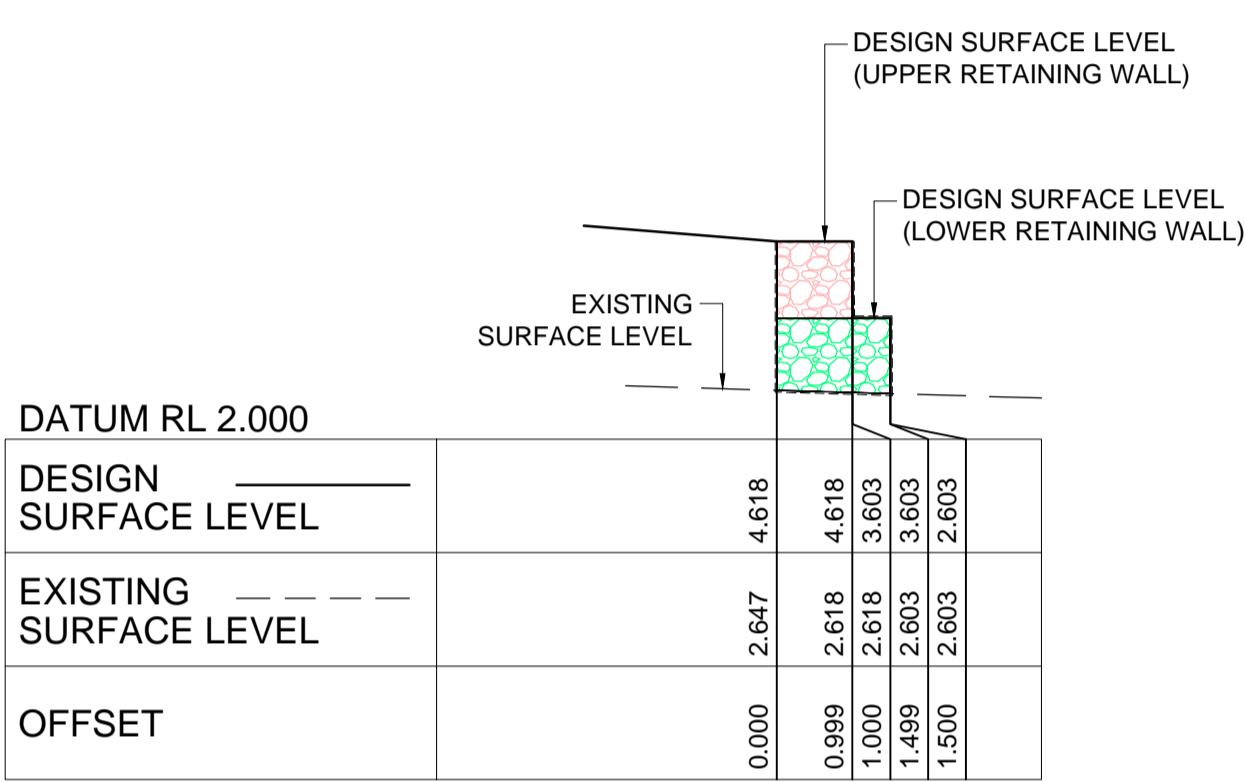 DESIGN SURFACE LEVEL
(UPPER RETAINING WALL)
DESIGN SURFACE LEVEL
(LOWER RETAINING WALL)
EXISTING
SURFACE LEVEL
DATUM RL 2.000
DESIGN
SURFACE LEVEL
4.618
4.618
3.603
3.603
2.603
EXISTING
SURFACE LEVEL
2.647
2.618
2.618
2.603
2.603
OFFSET
0.000
0.999
1.000
1.499
1.500